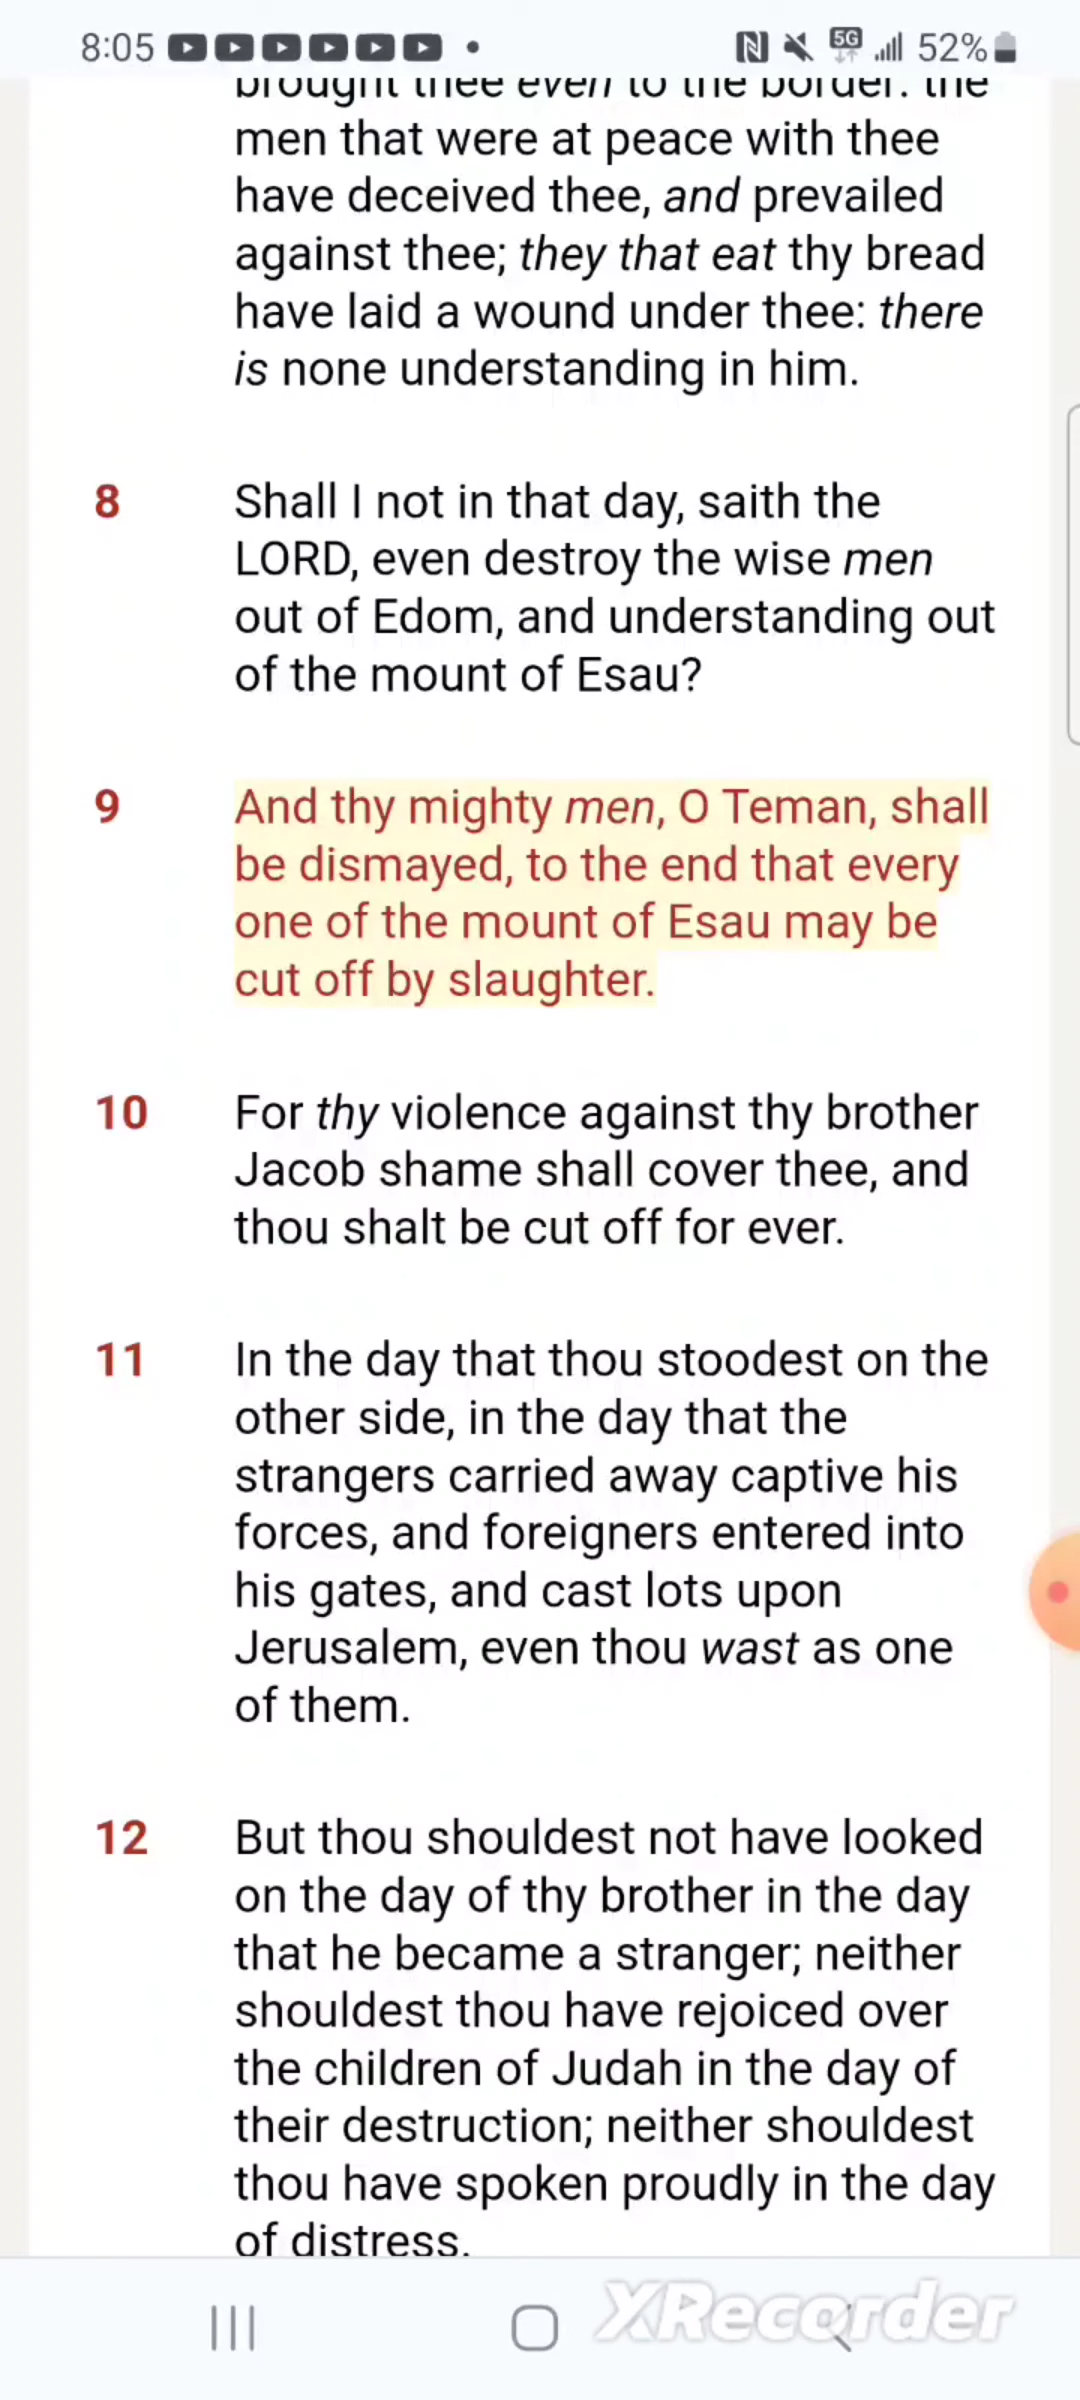 8:05 5G 52%
brought thee even to the border: the
men that were at peace with thee
have deceived thee, and prevailed
against thee; they that eat thy bread
have laid a wound under thee: there
is none understanding in him.
8 Shall I not in that day, saith the
LORD, even destroy the wise men
out of Edom, and understanding out
of the mount of Esau?
9 And thy mighty men, O Teman, shall
be dismayed, to the end that every
one of the mount of Esau may be
cut off by slaughter.
10 For thy violence against thy brother
Jacob shame shall cover thee, and
thou shalt be cut off for ever.
11 In the day that thou stoodest on the
other side, in the day that the
strangers carried away captive his
forces, and foreigners entered into
his gates, and cast lots upon
Jerusalem, even thou wast as one
of them.
12 But thou shouldest not have looked
on the day of thy brother in the day
that he became a stranger; neither
shouldest thou have rejoiced over
the children of Judah in the day of
their destruction; neither shouldest
thou have spoken proudly in the day
of distress.
XRecorder